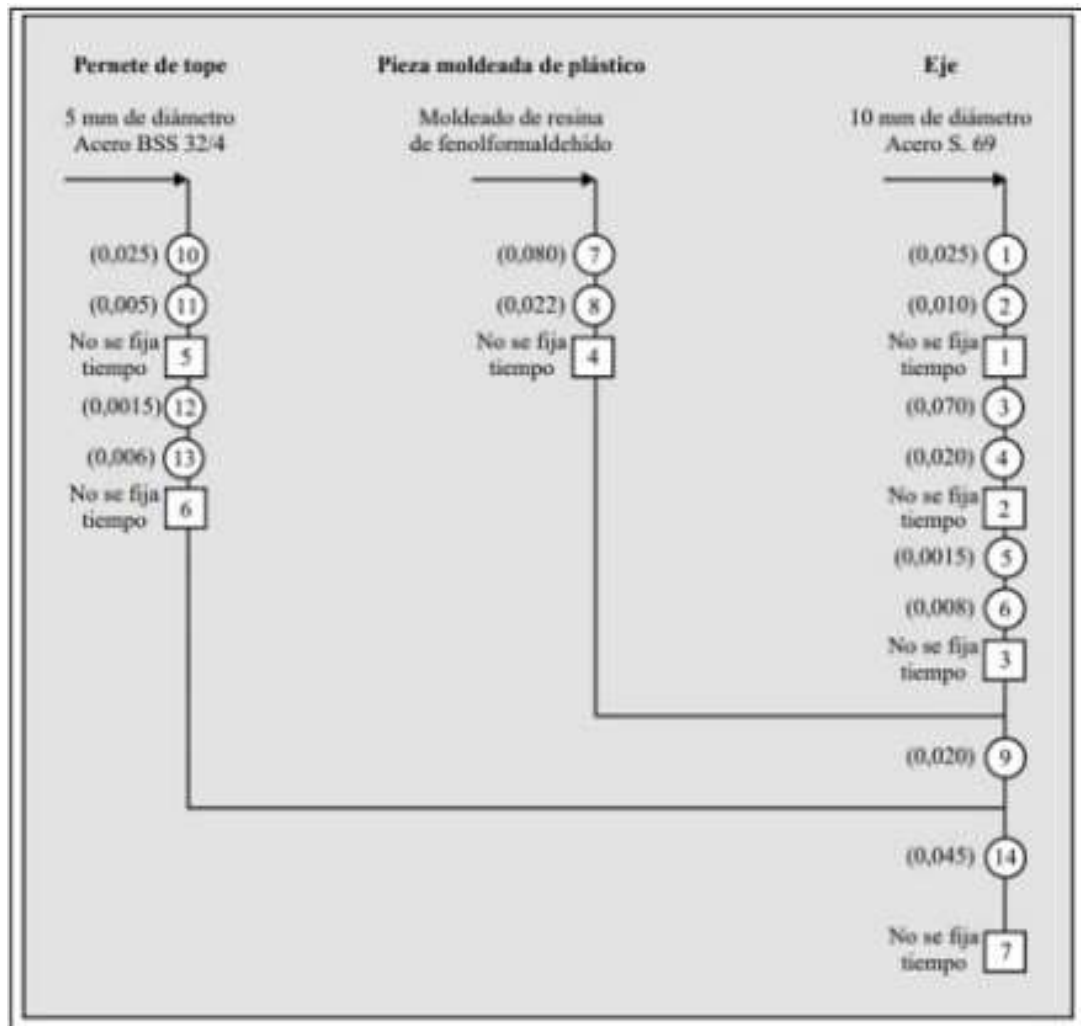 Pernete de tope
5 mm de diámetro
Acero BSS 32/4
(0,025) 10
(0,005) 11
No se fija
tiempo
5
(0,0015) 12
(0,006) 13
No se fija
tiempo
6
Pieza moldeada de plástico
Moldeado de resina
de fenolformaldehido
(0,080) 7
(0,022) 8
No se fija
tiempo
4
Eje
10 mm de diámetro
Acero S. 69
(0,025) 1
(0,010) 2
No se fija
tiempo
1
(0,070) 3
(0,020) 4
No se fija
tiempo
2
(0,0015) 5
(0,008) 6
No se fija
tiempo
3
(0,020) 9
(0,045) 14
No se fija
tiempo
7